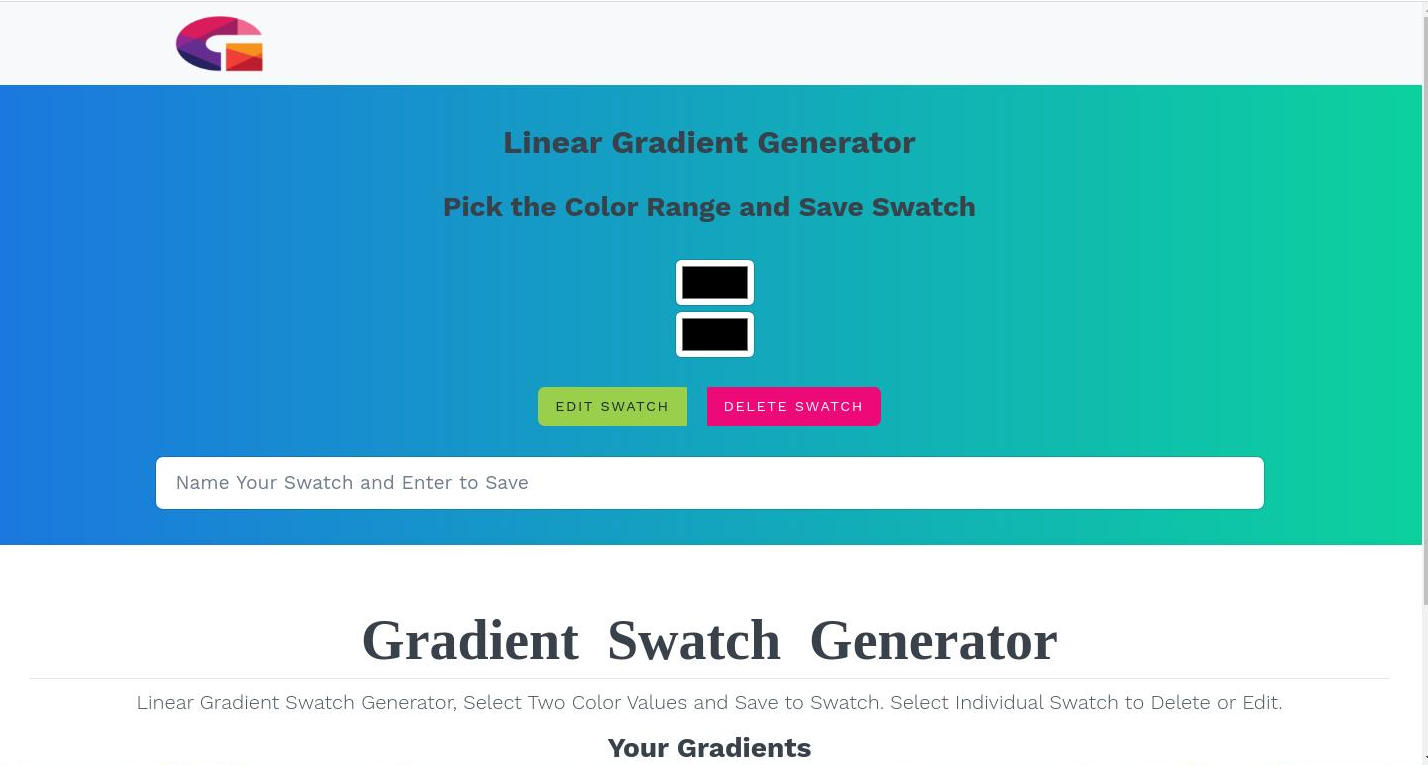 Linear Gradient Generator
Pick the Color Range and Save Swatch
EDIT SWATCH
DELETE SWATCH
Name Your Swatch and Enter to Save
Gradient Swatch Generator
Linear Gradient Swatch Generator, Select Two Color Values and Save to Swatch. Select Individual Swatch to Delete or Edit.
Your Gradients